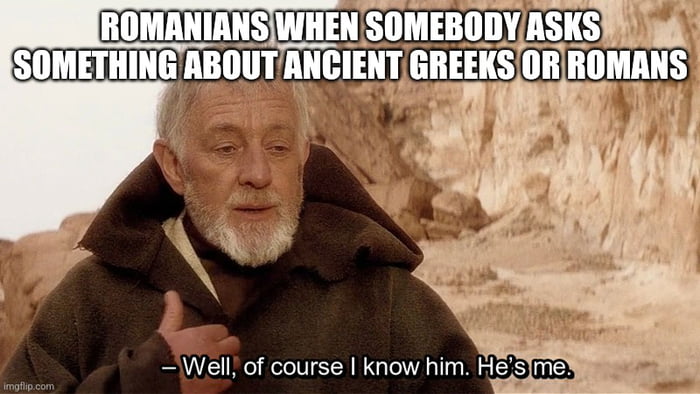 ROMANIANS WHEN SOMEBODY ASKS
SOMETHING ABOUT ANCIENT GREEKS OR ROMANS
– Well, of course I know him. He's me.
imgflip.com